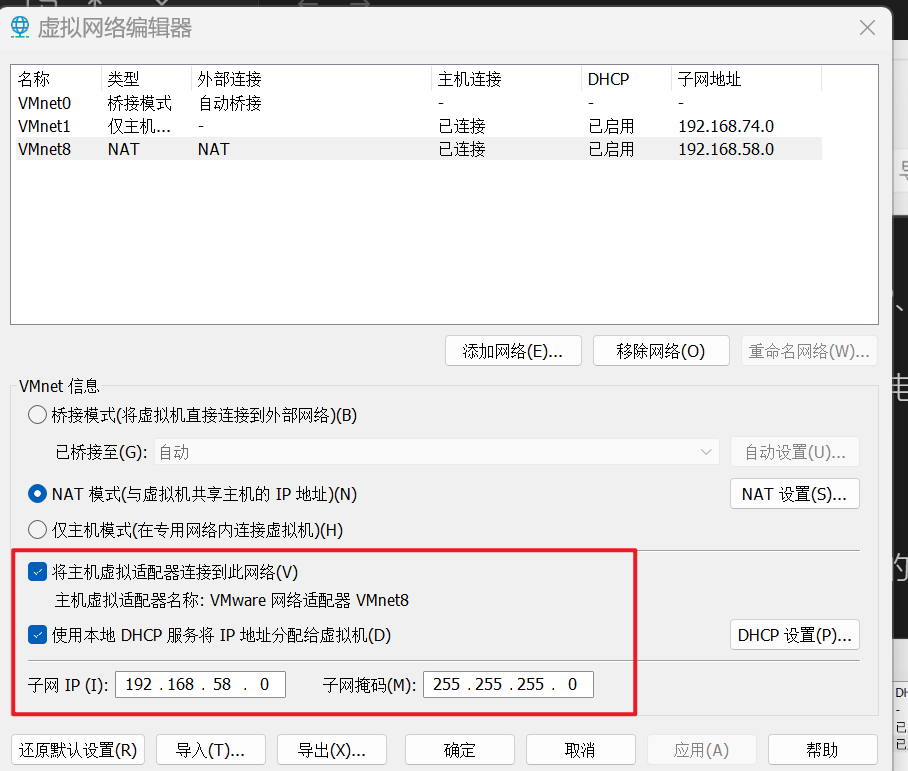 虚拟网络编辑器
名称 类型 外部连接 主机连接 DHCP 子网地址
VMnet0 桥接模式 自动桥接 - - -
VMnet1 仅主机... - 已连接 已启用 192.168.74.0
VMnet8 NAT NAT 已连接 已启用 192.168.58.0
添加网络(E)... 移除网络(O) 重命名网络(W)...
VMnet 信息
桥接模式(将虚拟机直接连接到外部网络)(B)
已桥接至(G): 自动 自动设置(U)...
NAT 模式(与虚拟机共享主机的 IP 地址)(N) NAT 设置(S)...
仅主机模式(在专用网络内连接虚拟机)(H)
将主机虚拟适配器连接到此网络(V)
主机虚拟适配器名称: VMware 网络适配器 VMnet8
使用本地 DHCP 服务将 IP 地址分配给虚拟机(D) DHCP 设置(P)...
子网 IP (I): 192 . 168 . 58 . 0 子网掩码(M): 255 . 255 . 255 . 0
还原默认设置(R) 导入(T)... 导出(X)... 确定 取消 应用(A) 帮助